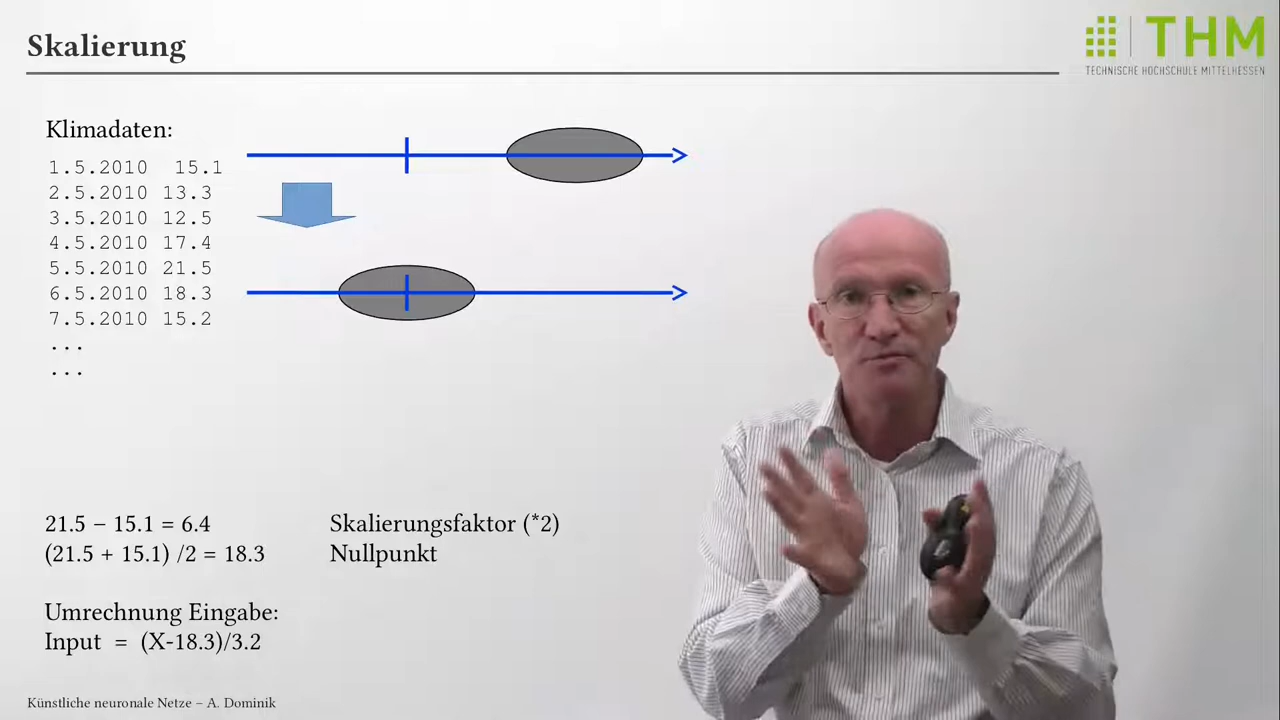 Skalierung
THM
TECHNISCHE HOCHSCHULE MITTELHESSEN
Klimadaten:
1.5.2010 15.1
2.5.2010 13.3
3.5.2010 12.5
4.5.2010 17.4
5.5.2010 21.5
6.5.2010 18.3
7.5.2010 15.2
...
...
21.5 – 15.1 = 6.4 Skalierungsfaktor (*2)
(21.5 + 15.1) /2 = 18.3 Nullpunkt
Umrechnung Eingabe:
Input = (X-18.3)/3.2
Künstliche neuronale Netze – A. Dominik